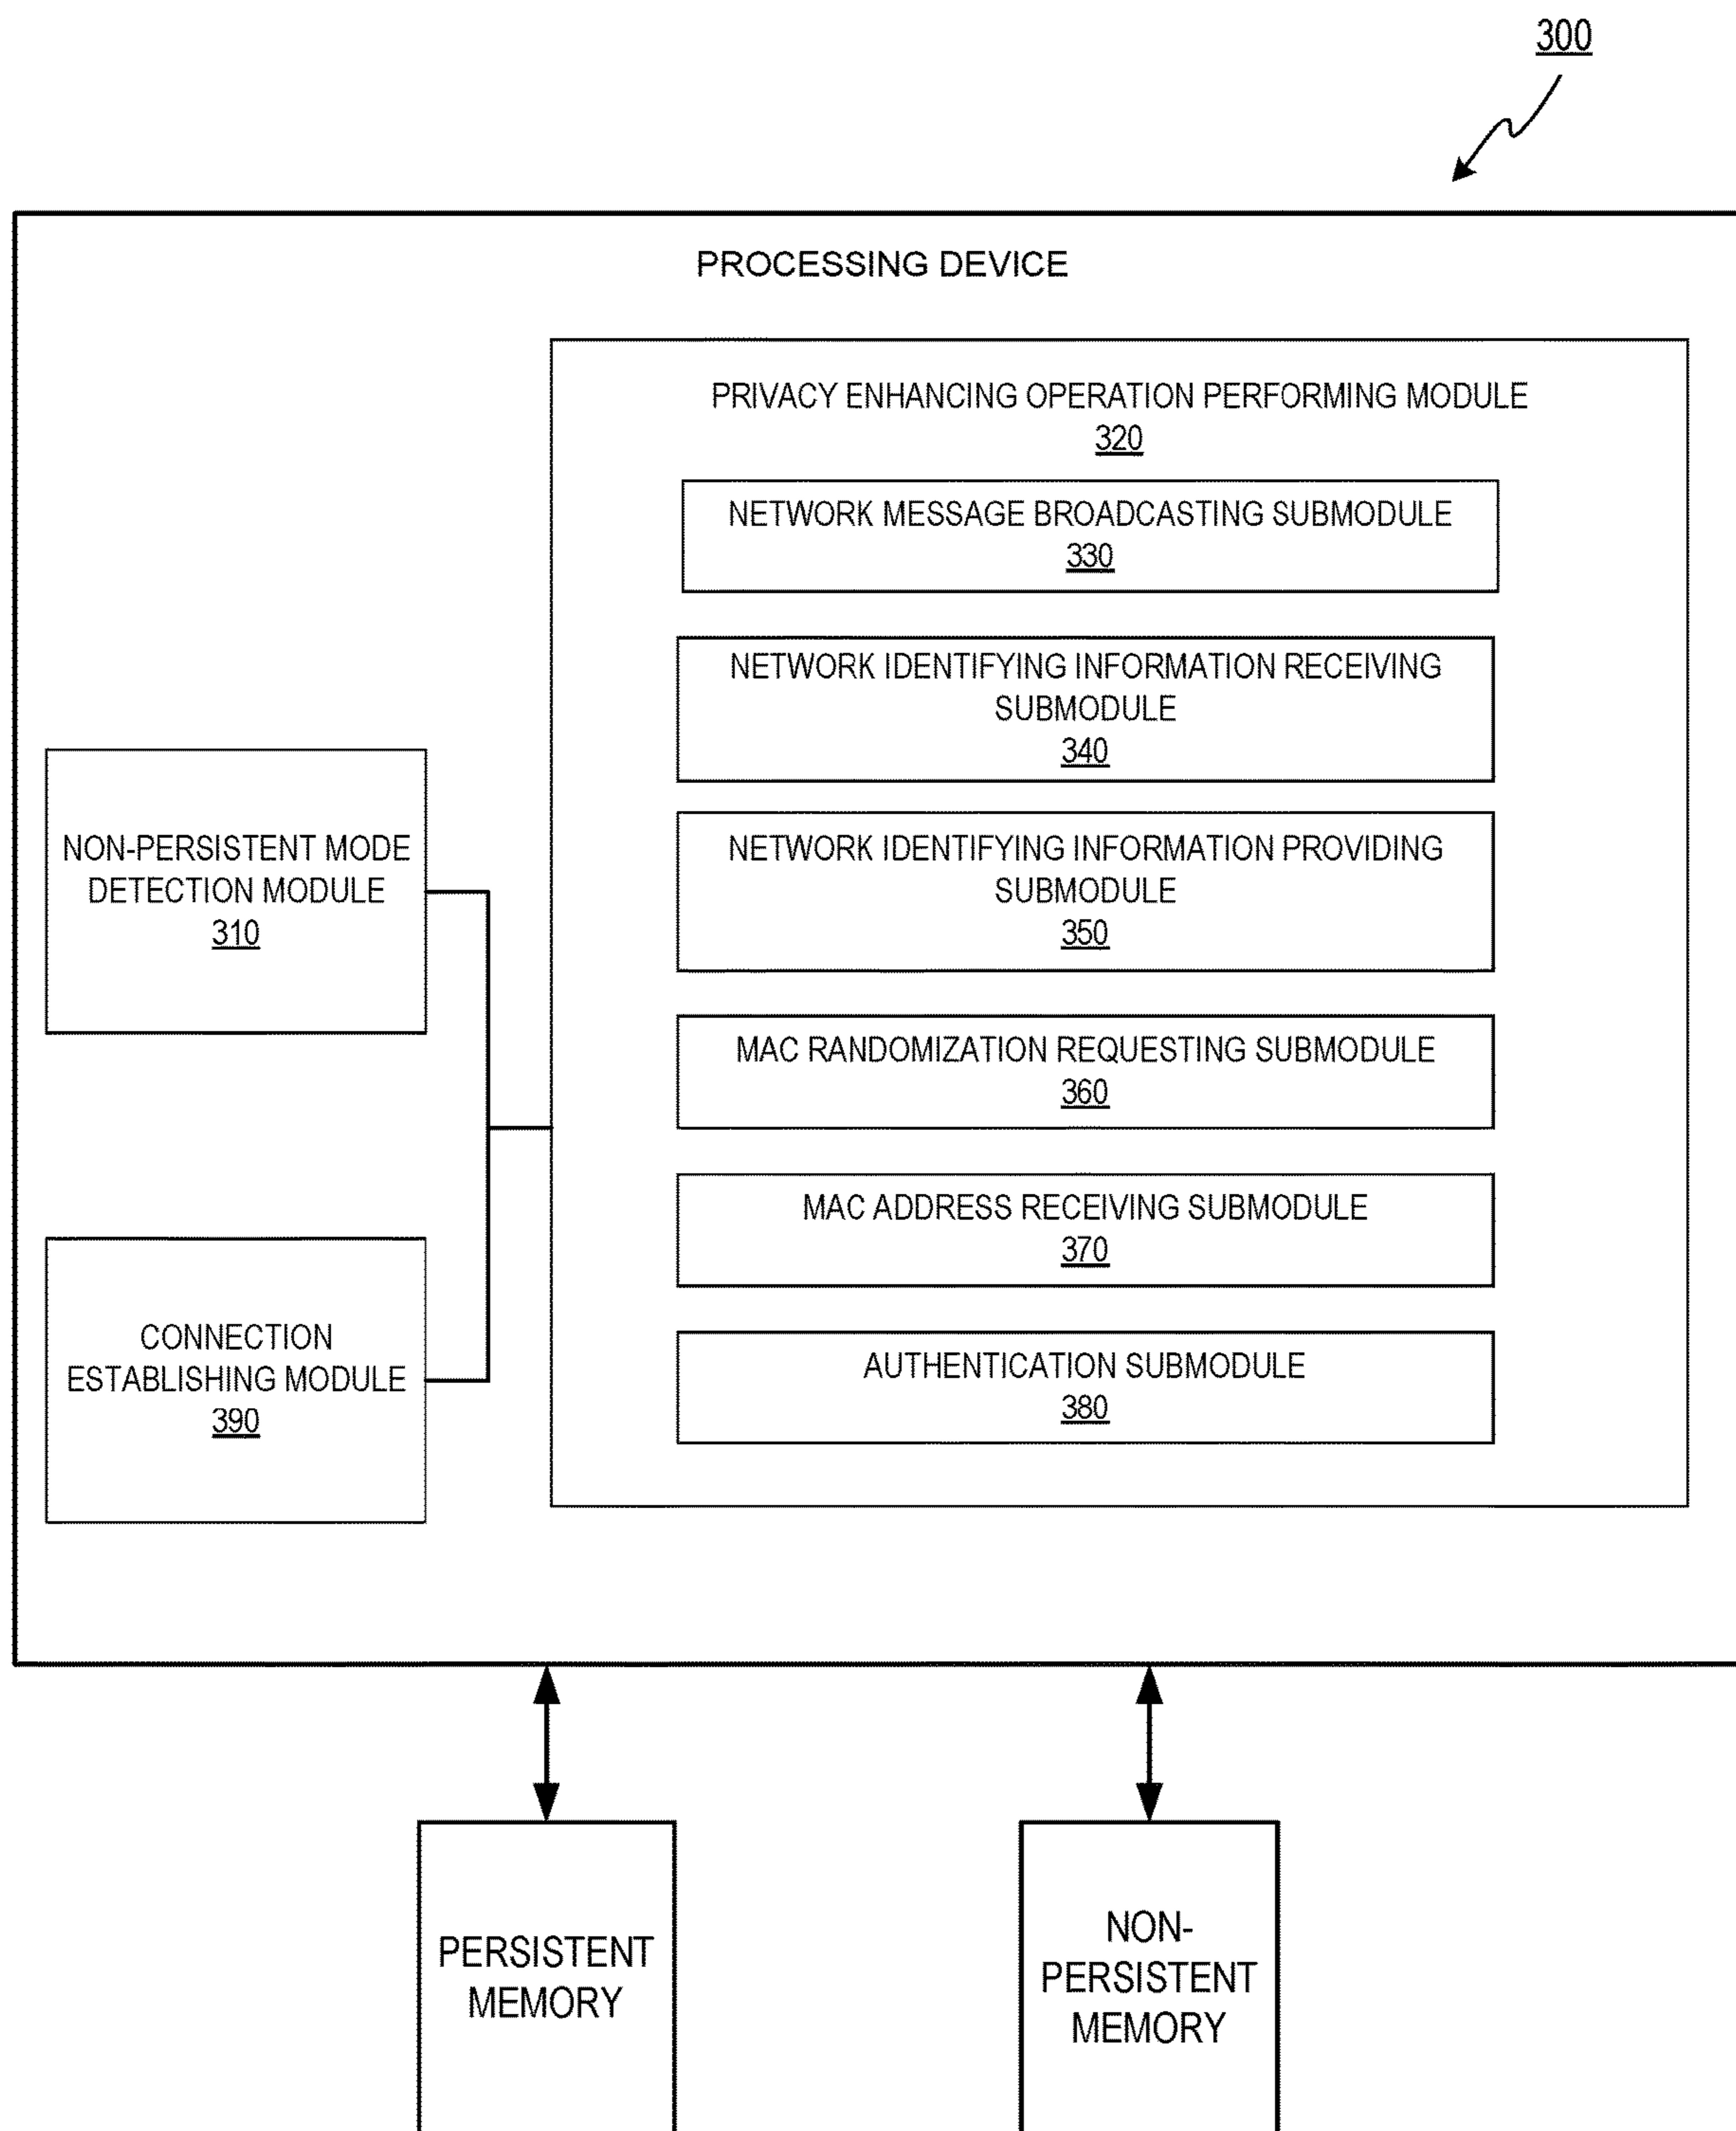 300
PROCESSING DEVICE
PRIVACY ENHANCING OPERATION PERFORMING MODULE
320
NETWORK MESSAGE BROADCASTING SUBMODULE
330
NETWORK IDENTIFYING INFORMATION RECEIVING
SUBMODULE
340
NETWORK IDENTIFYING INFORMATION PROVIDING
SUBMODULE
350
MAC RANDOMIZATION REQUESTING SUBMODULE
360
MAC ADDRESS RECEIVING SUBMODULE
370
AUTHENTICATION SUBMODULE
380
NON-PERSISTENT MODE
DETECTION MODULE
310
CONNECTION
ESTABLISHING MODULE
390
PERSISTENT
MEMORY
NON-
PERSISTENT
MEMORY